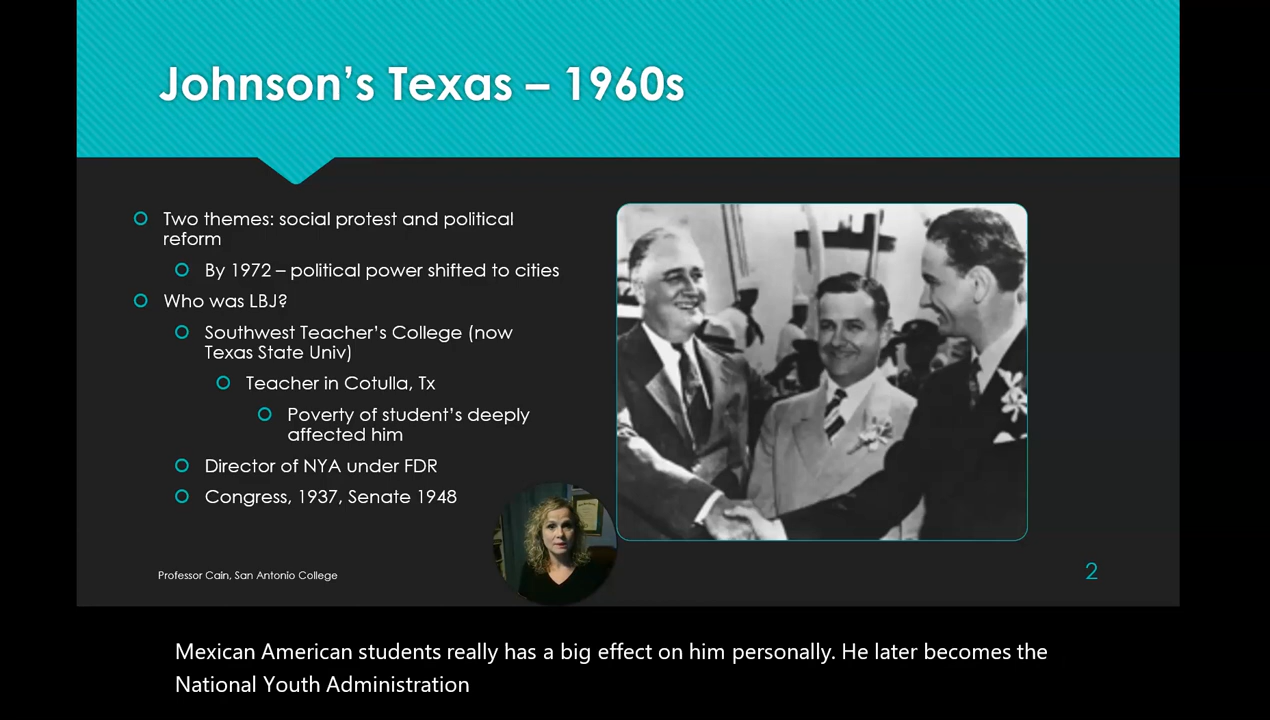 Johnson's Texas – 1960s
Two themes: social protest and political
reform
By 1972 – political power shifted to cities
Who was LBJ?
Southwest Teacher's College (now
Texas State Univ)
Teacher in Cotulla, Tx
Poverty of student's deeply
affected him
Director of NYA under FDR
Congress, 1937, Senate 1948
Professor Cain, San Antonio College
2
Mexican American students really has a big effect on him personally. He later becomes the
National Youth Administration